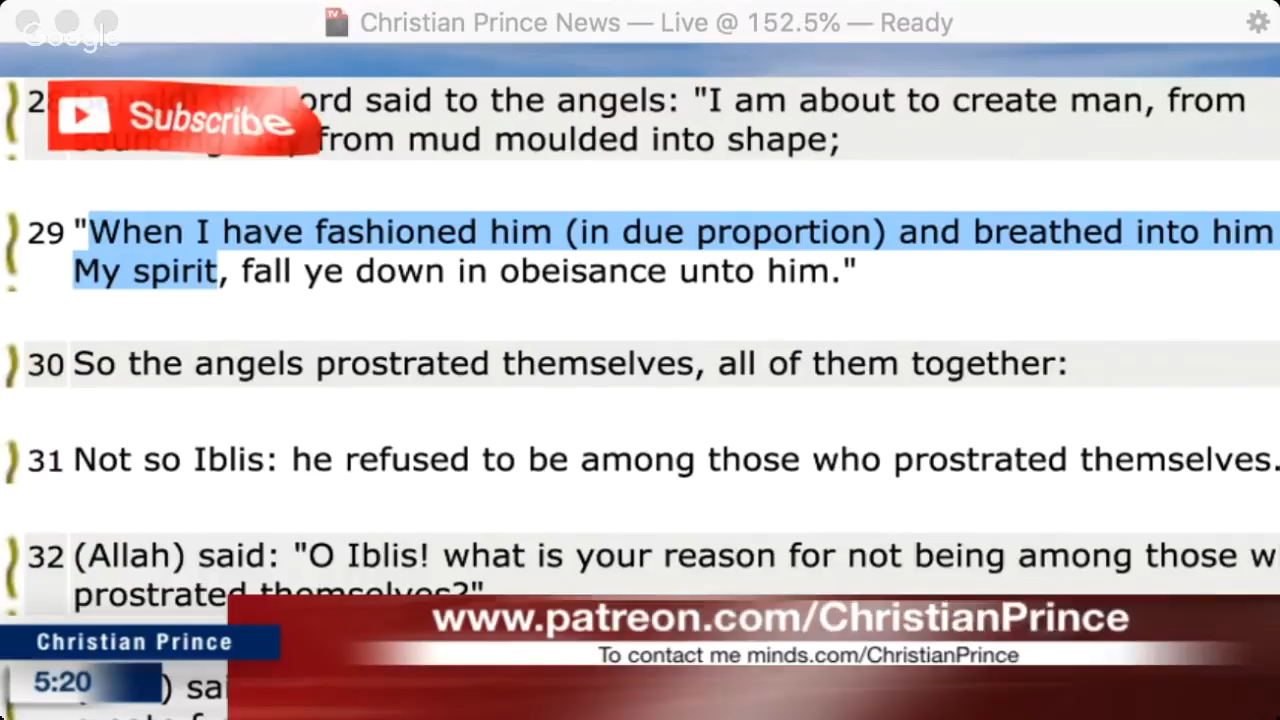 Christian Prince News — Live @ 152.5% — Ready
Google
Subscribe
ord said to the angels: "I am about to create man, from
from mud moulded into shape;
29 "When I have fashioned him (in due proportion) and breathed into him
My spirit, fall ye down in obeisance unto him."
30 So the angels prostrated themselves, all of them together:
31 Not so Iblis: he refused to be among those who prostrated themselves.
32 (Allah) said: "O Iblis! what is your reason for not being among those w
prostrated themselves?"
www.patreon.com/ChristianPrince
To contact me minds.com/ChristianPrince
Christian Prince
5:20
) sai